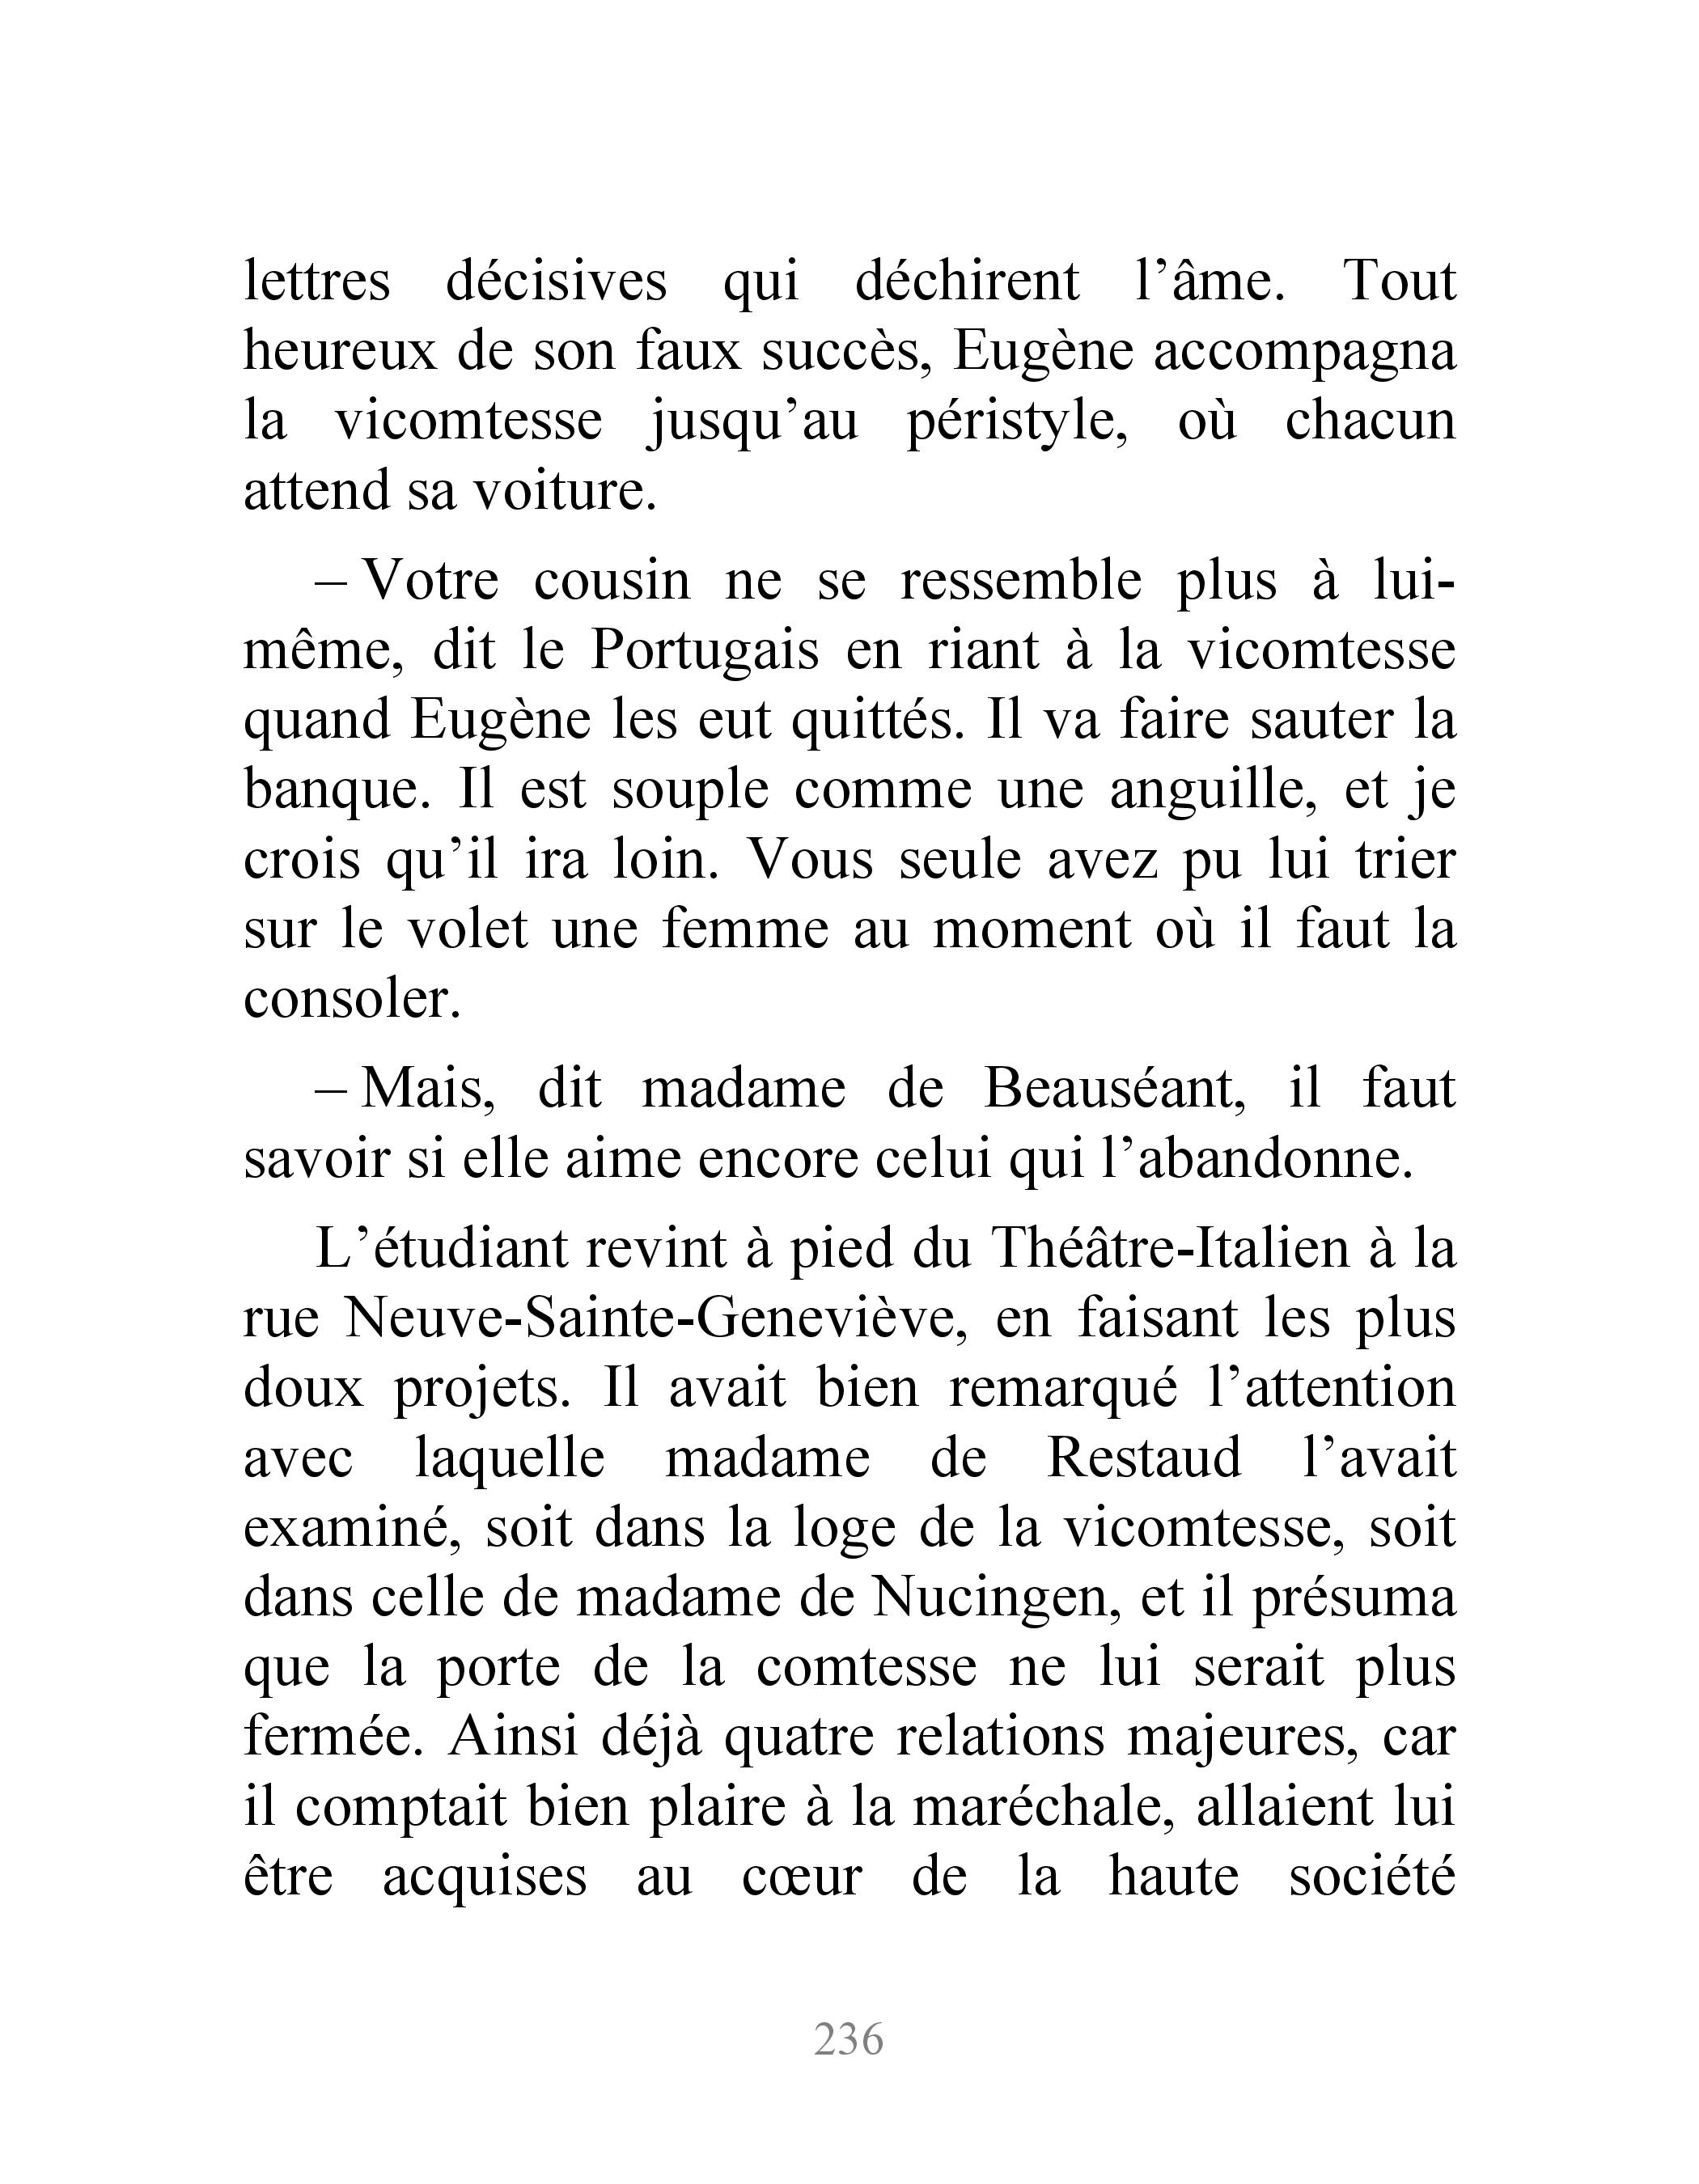 lettres décisives qui déchirent l’âme. Tout
heureux de son faux succès, Eugène accompagna
la vicomtesse jusqu’au péristyle, où chacun
attend sa voiture.
– Votre cousin ne se ressemble plus à lui-
même, dit le Portugais en riant à la vicomtesse
quand Eugène les eut quittés. Il va faire sauter la
banque. Il est souple comme une anguille, et je
crois qu’il ira loin. Vous seule avez pu lui trier
sur le volet une femme au moment où il faut la
consoler.
– Mais, dit madame de Beauséant, il faut
savoir si elle aime encore celui qui l’abandonne.
L’étudiant revint à pied du Théâtre-Italien à la
rue Neuve-Sainte-Geneviève, en faisant les plus
doux projets. Il avait bien remarqué l’attention
avec laquelle madame de Restaud l’avait
examiné, soit dans la loge de la vicomtesse, soit
dans celle de madame de Nucingen, et il présuma
que la porte de la comtesse ne lui serait plus
fermée. Ainsi déjà quatre relations majeures, car
il comptait bien plaire à la maréchale, allaient lui
être acquises au cœur de la haute société
236